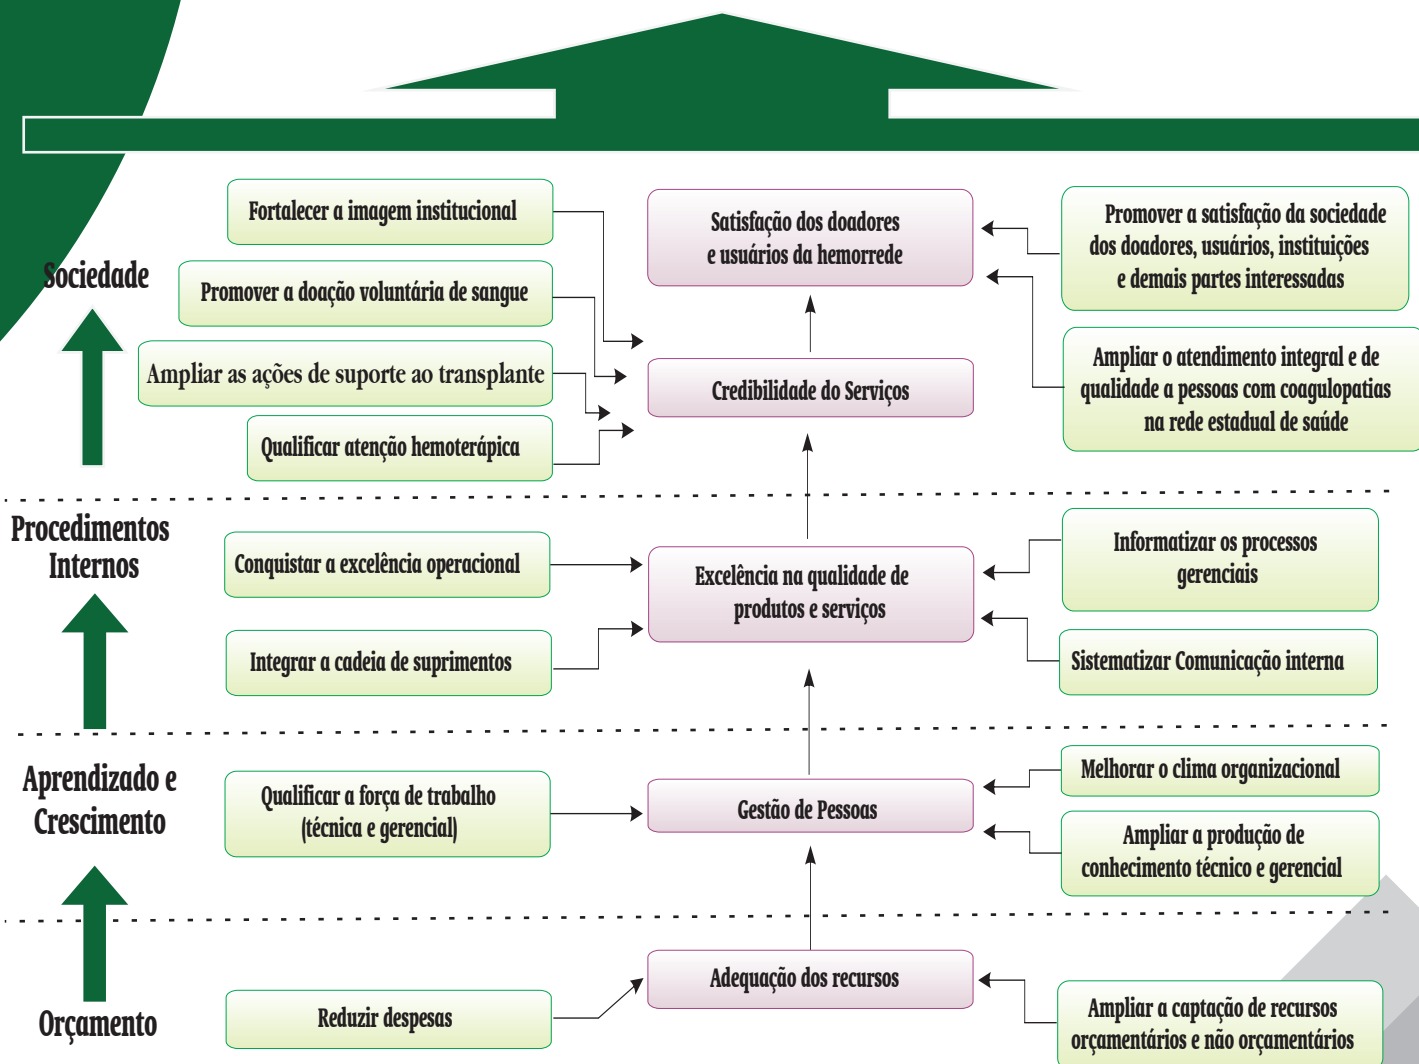 Sociedade
Fortalecer a imagem institucional
Promover a doação voluntária de sangue
Ampliar as ações de suporte ao transplante
Qualificar atenção hemoterápica
Satisfação dos doadores
e usuários da hemorrede
Credibilidade do Serviços
Promover a satisfação da sociedade
dos doadores, usuários, instituições
e demais partes interessadas
Ampliar o atendimento integral e de
qualidade a pessoas com coagulopatias
na rede estadual de saúde
Procedimentos
Internos
Conquistar a excelência operacional
Integrar a cadeia de suprimentos
Excelência na qualidade de
produtos e serviços
Informatizar os processos
gerenciais
Sistematizar Comunicação interna
Aprendizado e
Crescimento
Qualificar a força de trabalho
(técnica e gerencial)
Gestão de Pessoas
Melhorar o clima organizacional
Ampliar a produção de
conhecimento técnico e gerencial
Orçamento
Reduzir despesas
Adequação dos recursos
Ampliar a captação de recursos
orçamentários e não orçamentários